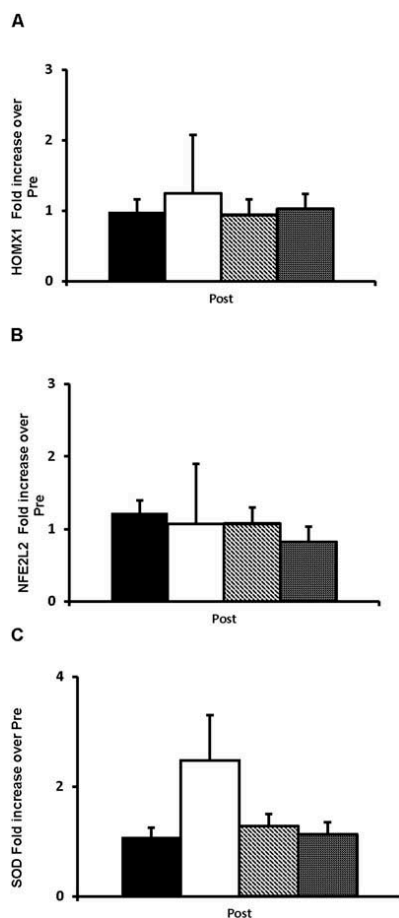 A
HOMX1 Fold increase over
Pre
3
2
1
0
Post
B
NFE2L2 Fold increase over
Pre
3
2
1
0
Post
C
SOD Fold increase over Pre
4
2
0
Post